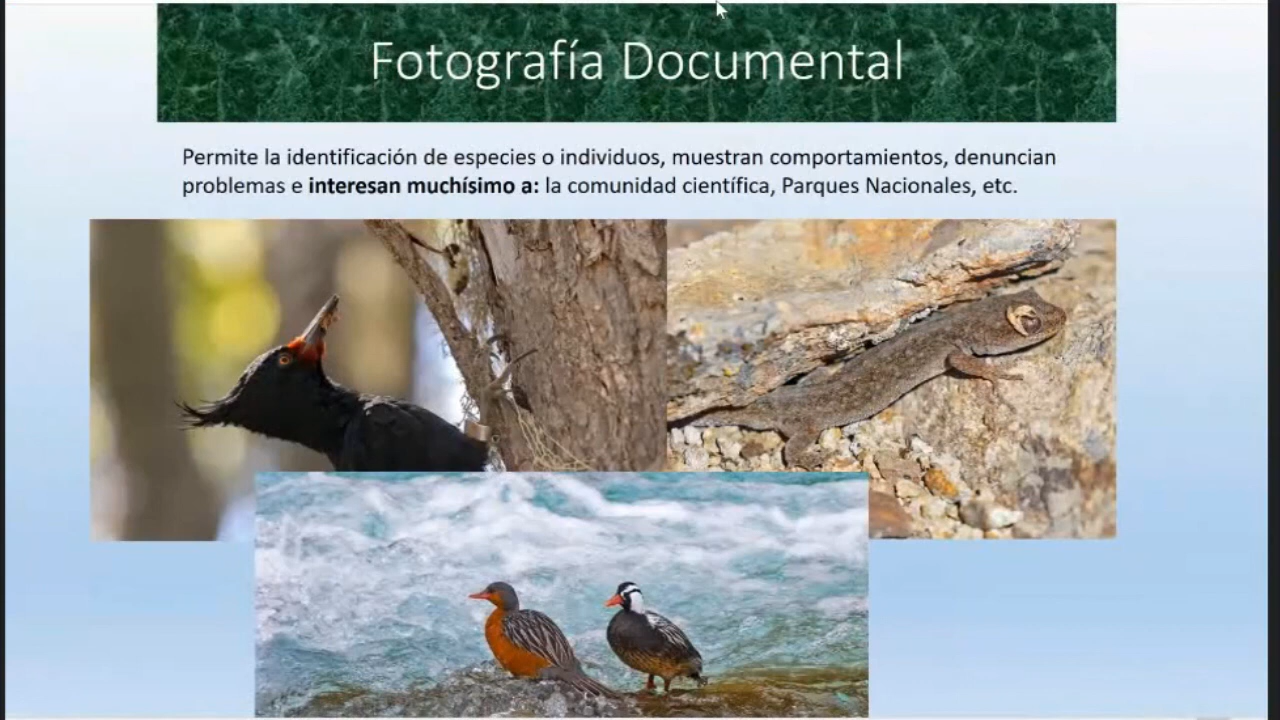 Fotografía Documental
Permite la identificación de especies o individuos, muestran comportamientos, denuncian
problemas e interesan muchísimo a: la comunidad científica, Parques Nacionales, etc.